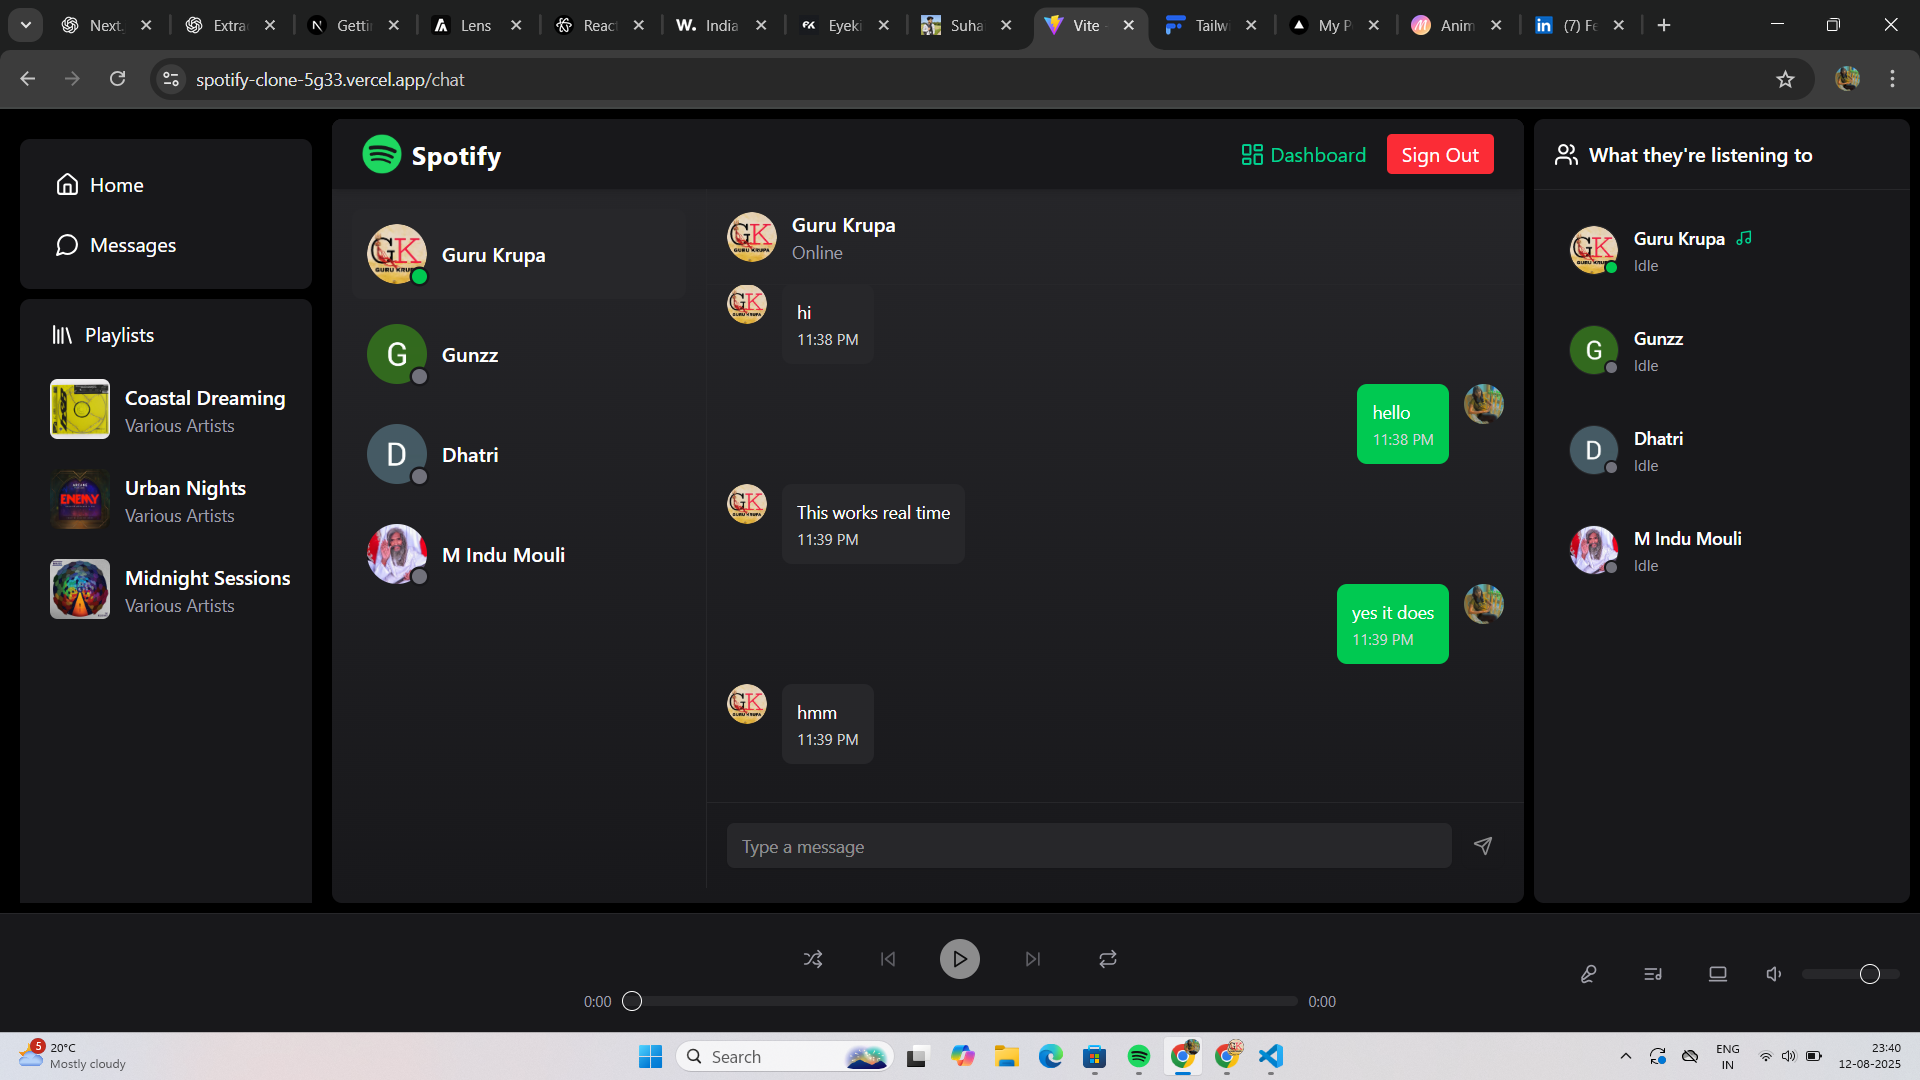 Next.
Extra
Getti
Lens
React
W. India
Eyeki
Suha
Vite -
Tailw
My P
Anim
(7) Fe
spotify-clone-5g33.vercel.app/chat
Home
Messages
Playlists
Coastal Dreaming
Various Artists
Urban Nights
Various Artists
Midnight Sessions
Various Artists
Spotify
Dashboard
Sign Out
Guru Krupa
G
Gunzz
D
Dhatri
M Indu Mouli
Guru Krupa
Online
hi
11:38 PM
hello
11:38 PM
This works real time
11:39 PM
yes it does
11:39 PM
hmm
11:39 PM
Type a message
What they're listening to
Guru Krupa
Idle
G
Gunzz
Idle
D
Dhatri
Idle
M Indu Mouli
Idle
0:00
0:00
5
20°C
Mostly cloudy
Search
ENG
IN
23:40
12-08-2025